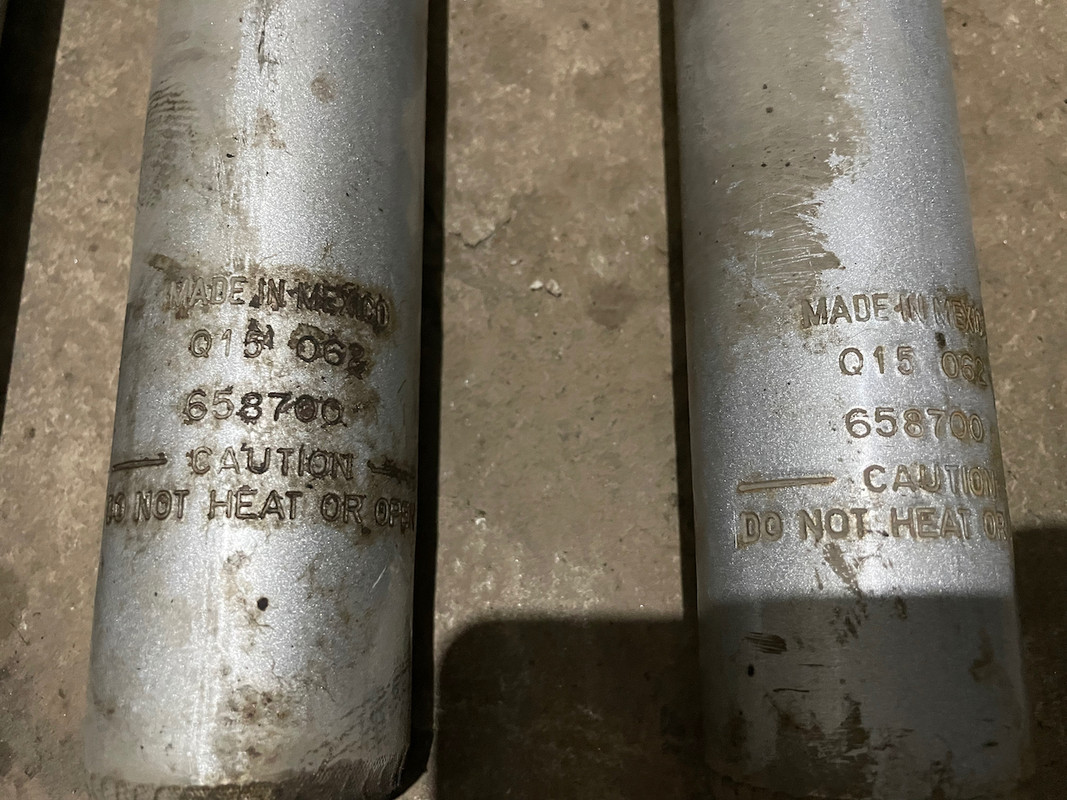 MADE IN MEXICO
Q15 062
658700
CAUTION
DO NOT HEAT OR OPEN
MADE IN MEXICO
Q15 062
658700
CAUTION
DO NOT HEAT OR